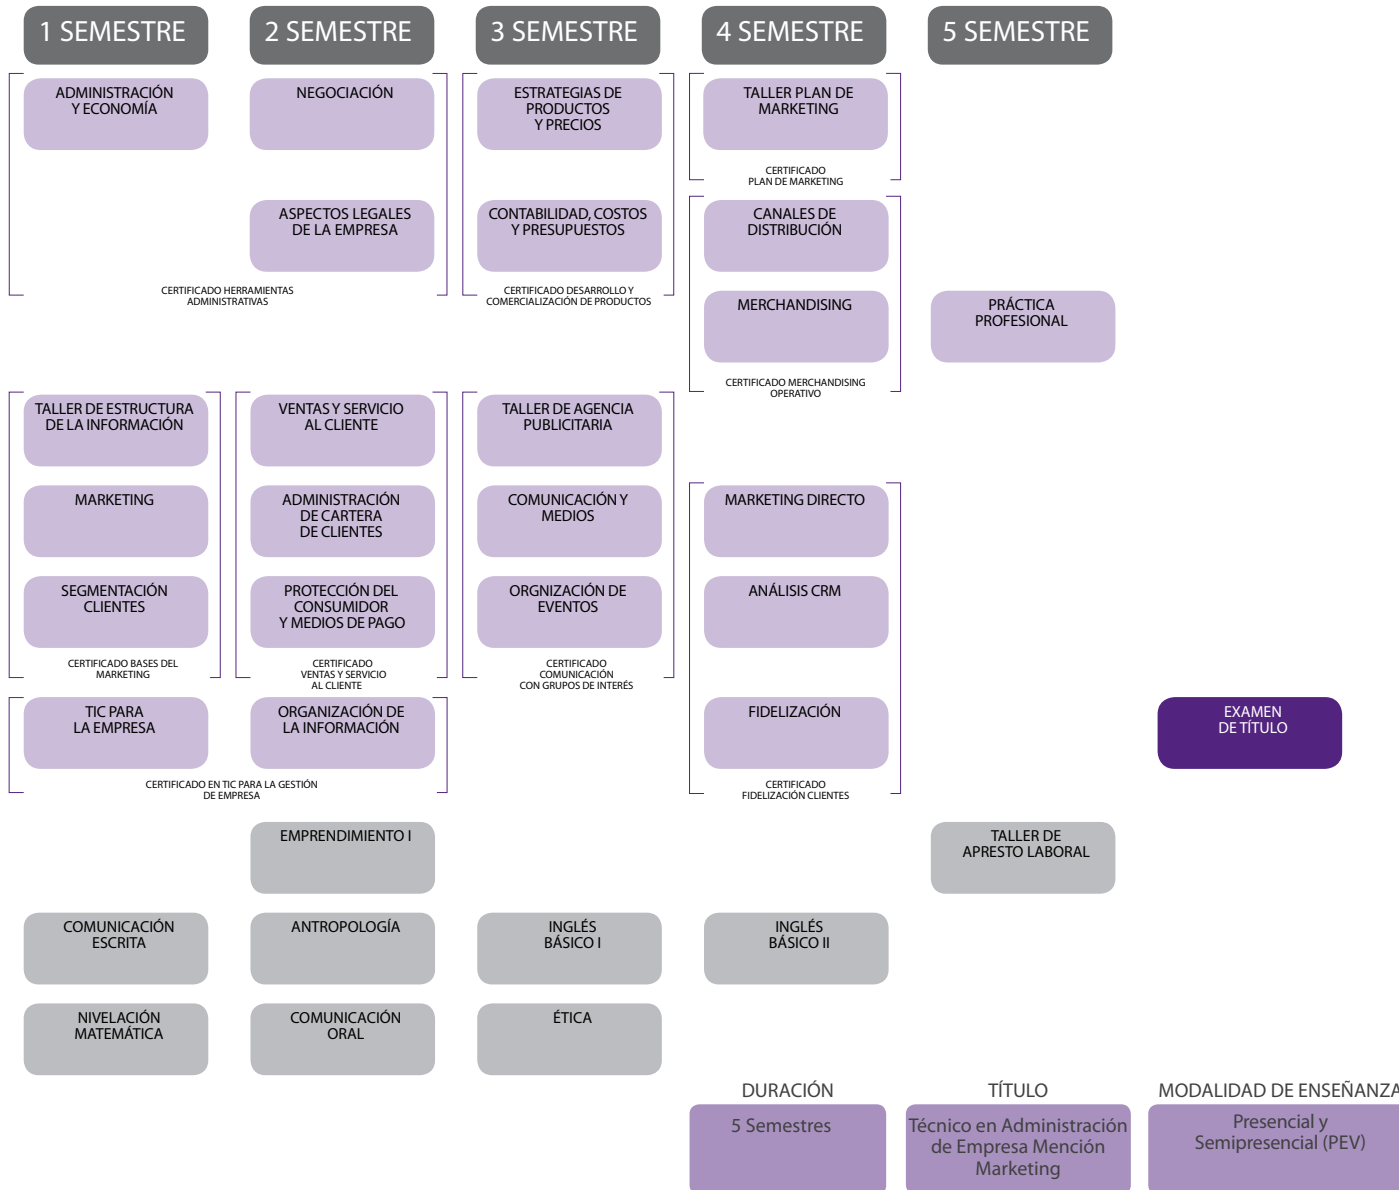 1 SEMESTRE
2 SEMESTRE
3 SEMESTRE
4 SEMESTRE
5 SEMESTRE
ADMINISTRACIÓN
Y ECONOMÍA
NEGOCIACIÓN
ESTRATEGIAS DE
PRODUCTOS
Y PRECIOS
TALLER PLAN DE
MARKETING
CERTIFICADO
PLAN DE MARKETING
ASPECTOS LEGALES
DE LA EMPRESA
CONTABILIDAD, COSTOS
Y PRESUPUESTOS
CANALES DE
DISTRIBUCIÓN
CERTIFICADO HERRAMIENTAS
ADMINISTRATIVAS
CERTIFICADO DESARROLLO Y
COMERCIALIZACIÓN DE PRODUCTOS
MERCHANDISING
PRÁCTICA
PROFESIONAL
CERTIFICADO MERCHANDISING
OPERATIVO
TALLER DE ESTRUCTURA
DE LA INFORMACIÓN
VENTAS Y SERVICIO
AL CLIENTE
TALLER DE AGENCIA
PUBLICITARIA
MARKETING
ADMINISTRACIÓN
DE CARTERA
DE CLIENTES
COMUNICACIÓN Y
MEDIOS
MARKETING DIRECTO
SEGMENTACIÓN
CLIENTES
PROTECCIÓN DEL
CONSUMIDOR
Y MEDIOS DE PAGO
ORGNIZACIÓN DE
EVENTOS
ANÁLISIS CRM
CERTIFICADO BASES DEL
MARKETING
CERTIFICADO
VENTAS Y SERVICIO
AL CLIENTE
CERTIFICADO
COMUNICACIÓN
CON GRUPOS DE INTERÉS
TIC PARA
LA EMPRESA
ORGANIZACIÓN DE
LA INFORMACIÓN
FIDELIZACIÓN
EXAMEN
DE TÍTULO
CERTIFICADO EN TIC PARA LA GESTIÓN
DE EMPRESA
CERTIFICADO
FIDELIZACIÓN CLIENTES
EMPRENDIMIENTO I
TALLER DE
APRESTO LABORAL
COMUNICACIÓN
ESCRITA
ANTROPOLOGÍA
INGLÉS
BÁSICO I
INGLÉS
BÁSICO II
NIVELACIÓN
MATEMÁTICA
COMUNICACIÓN
ORAL
ÉTICA
DURACIÓN
5 Semestres
TÍTULO
Técnico en Administración
de Empresa Mención
Marketing
MODALIDAD DE ENSEÑANZA
Presencial y
Semipresencial (PEV)